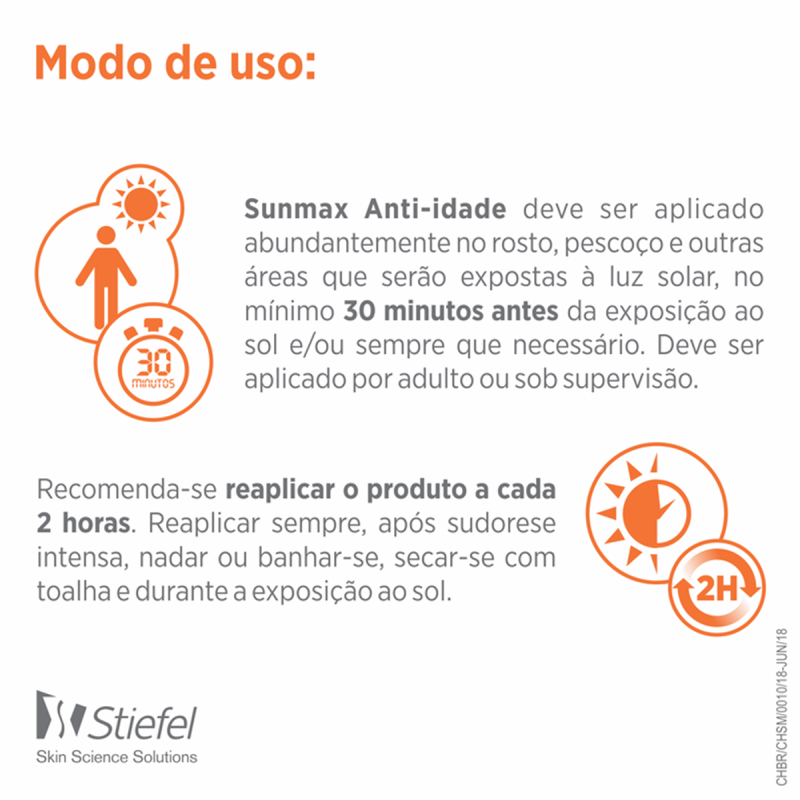 Modo de uso:
Sunmax Anti-idade deve ser aplicado
abundantemente no rosto, pescoço e outras
áreas que serão expostas à luz solar, no
mínimo 30 minutos antes da exposição ao
sol e/ou sempre que necessário. Deve ser
aplicado por adulto ou sob supervisão.
30
MINUTOS
Recomenda-se reaplicar o produto a cada
2 horas. Reaplicar sempre, após sudorese
intensa, nadar ou banhar-se, secar-se com
toalha e durante a exposição ao sol.
2H
Stiefel
Skin Science Solutions
CHBR/CHSM/0010/18-JUN/18